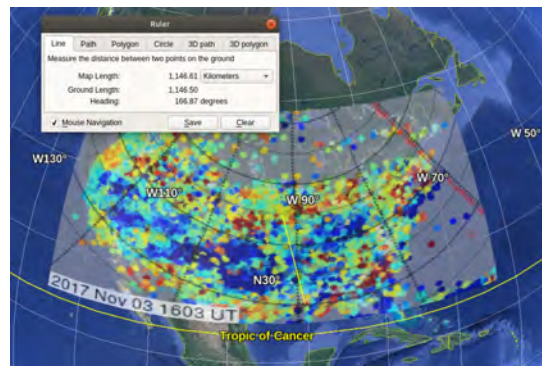 Ruler
Line Path Polygon Circle 3D path 3D polygon
Measure the distance between two points on the ground
Map Length: 1,146.61 Kilometers
Ground Length: 1,146.50
Heading: 166.87 degrees
✓ Mouse Navigation Save Clear
W 50°
W130°
W 70°
W110°
W 90°
N30°
2017 Nov 03 1603 UT
Tropic of Cancer